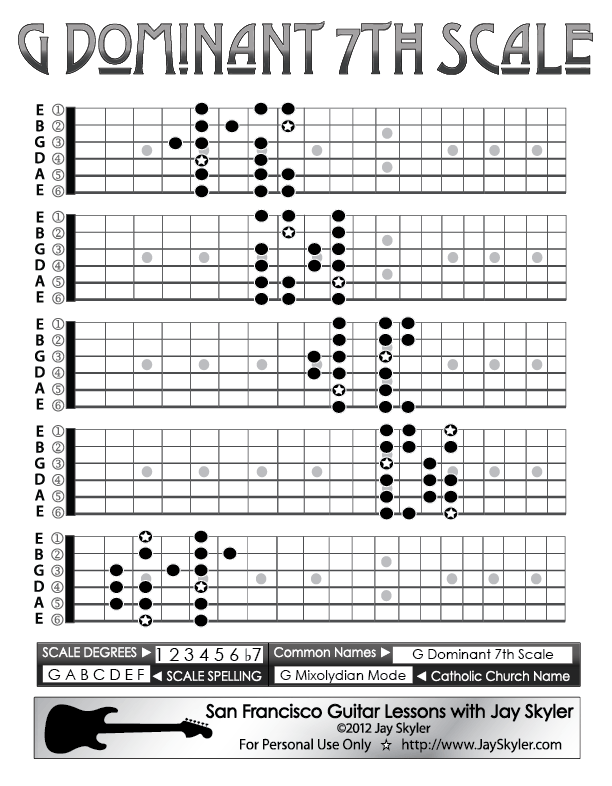 G DOMINANT 7TH SCALE
E ①
B ②
G ③
D ④
A ⑤
E ⑥
E ①
B ②
G ③
D ④
A ⑤
E ⑥
E ①
B ②
G ③
D ④
A ⑤
E ⑥
E ①
B ②
G ③
D ④
A ⑤
E ⑥
E ①
B ②
G ③
D ④
A ⑤
E ⑥
SCALE DEGREES ► 1 2 3 4 5 6 ♭7
G A B C D E F ◄ SCALE SPELLING
Common Names ► G Dominant 7th Scale
G Mixolydian Mode ◄ Catholic Church Name
San Francisco Guitar Lessons with Jay Skyler
©2012 Jay Skyler
For Personal Use Only ☆ http://www.JaySkyler.com